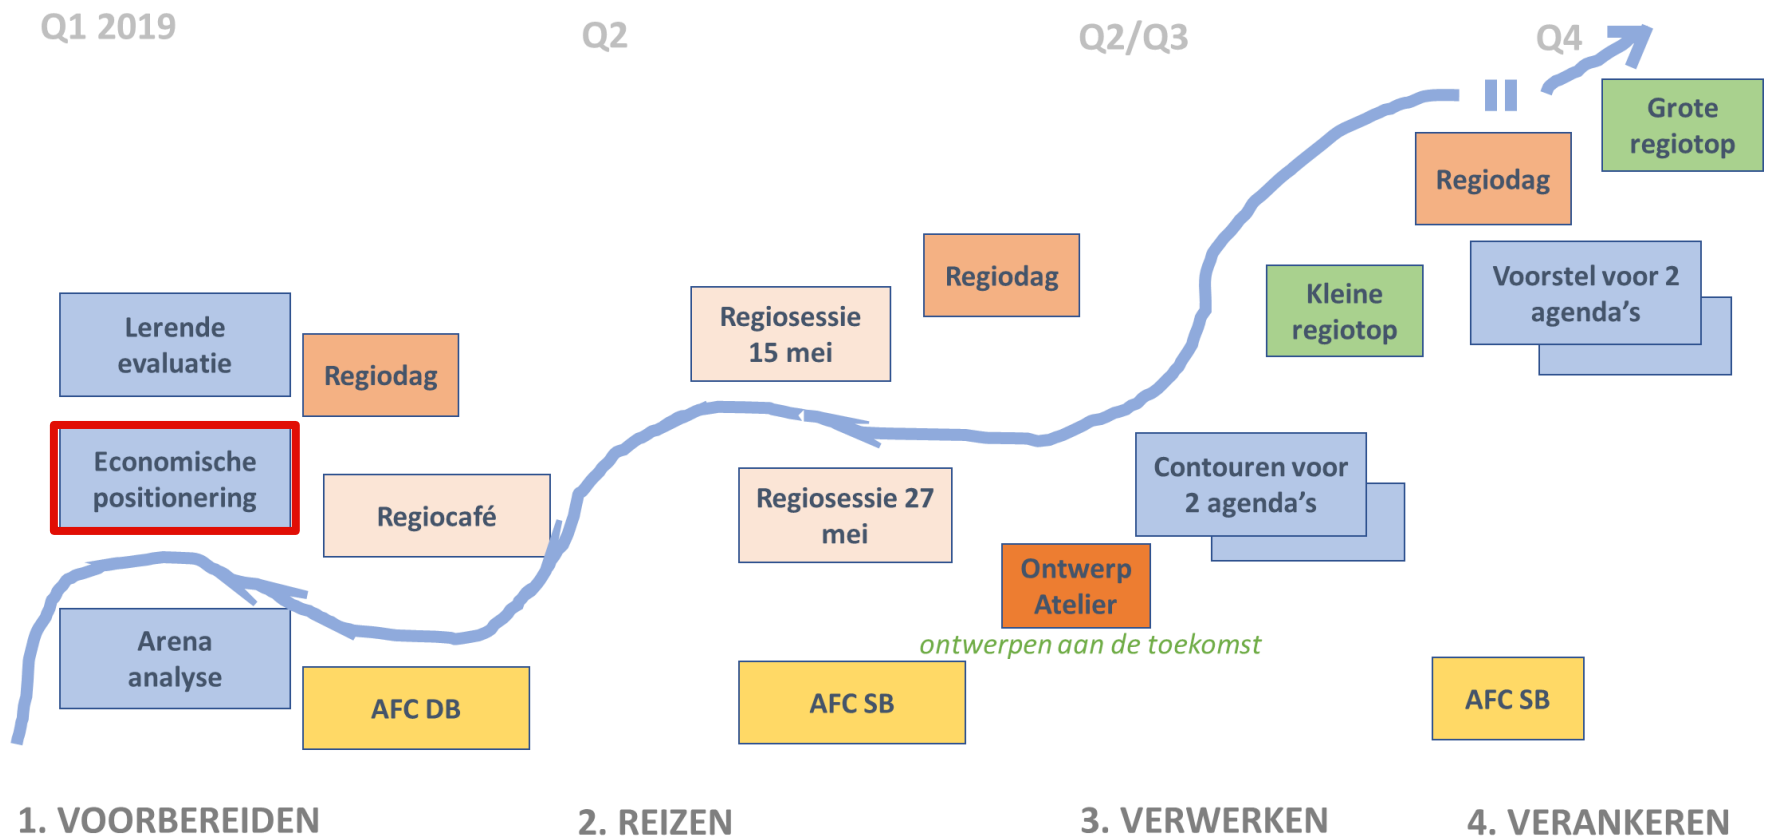 Q1 2019
Q2
Q2/Q3
Q4
Lerende
evaluatie
Economische
positionering
Arena
analyse
Regiodag
Regiocafé
AFC DB
Regiosessie
15 mei
Regiosessie 27
mei
AFC SB
Regiodag
Ontwerp
Atelier
ontwerpen aan de toekomst
Contouren voor
2 agenda’s
Kleine
regiotop
Regiodag
Grote
regiotop
Voorstel voor 2
agenda’s
AFC SB
1. VOORBEREIDEN
2. REIZEN
3. VERWERKEN
4. VERANKEREN